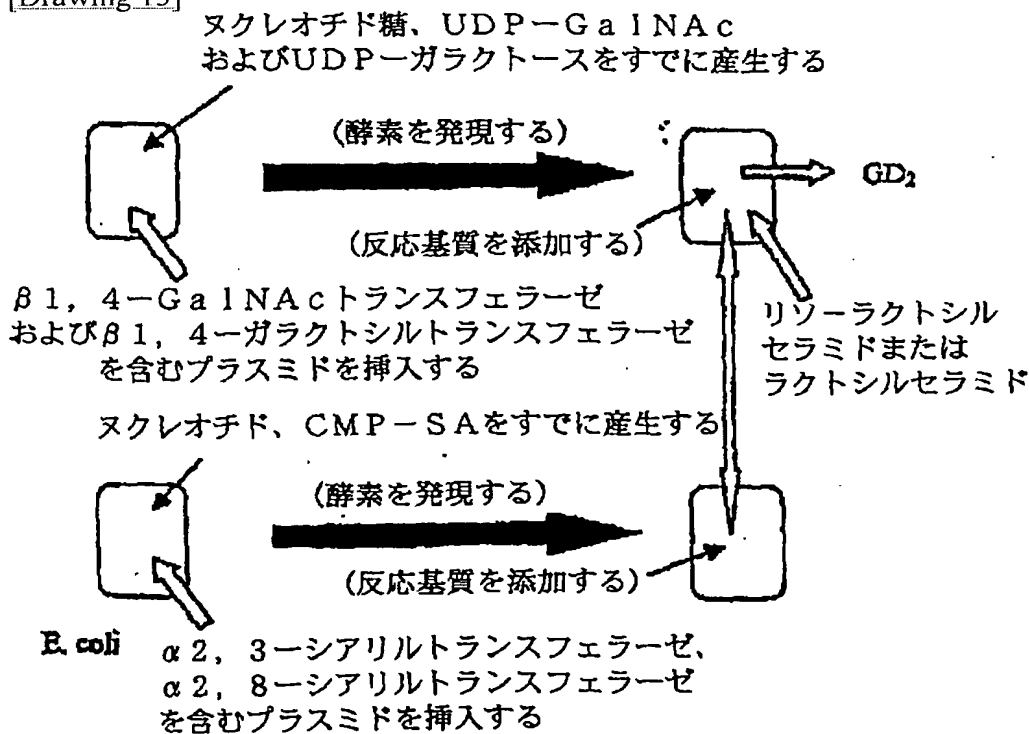 [Drawing 13]
ヌクレオチド糖、UDP－GalNAc
およびUDP－ガラクトースをすでに産生する
(酵素を発現する)
GD₂
(反応基質を添加する)
β1，4－GalNAcトランスフェラーゼ
およびβ1，4－ガラクトシルトランスフェラーゼ
を含むプラスミドを挿入する
リソーラクトシル
セラミドまたは
ラクトシルセラミド
ヌクレオチド、CMP－SAをすでに産生する
(酵素を発現する)
(反応基質を添加する)
E. coli
α2，3－シアリルトランスフェラーゼ、
α2，8－シアリルトランスフェラーゼ
を含むプラスミドを挿入する